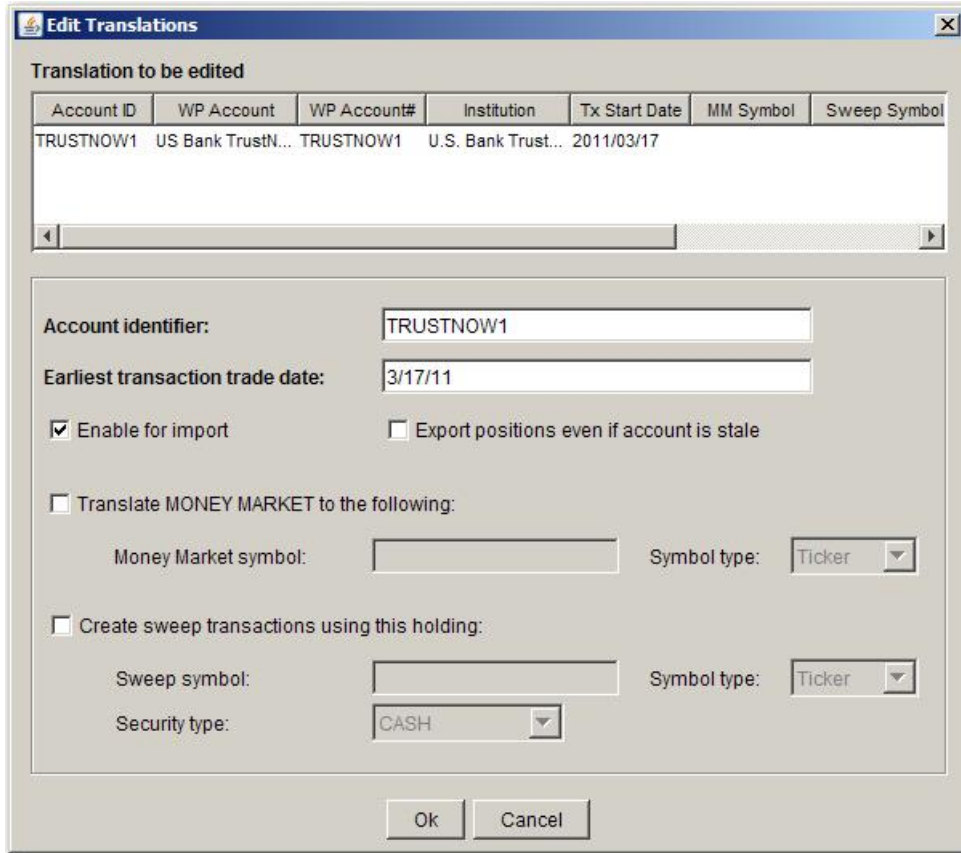 Edit Translations
Translation to be edited
Account ID WP Account WP Account# Institution Tx Start Date MM Symbol Sweep Symbol
TRUSTNOW1 US Bank TrustN... TRUSTNOW1 U.S. Bank Trust... 2011/03/17
Account identifier: TRUSTNOW1
Earliest transaction trade date: 3/17/11
Enable for import Export positions even if account is stale
Translate MONEY MARKET to the following:
Money Market symbol: Symbol type: Ticker
Create sweep transactions using this holding:
Sweep symbol: Symbol type: Ticker
Security type: CASH
Ok Cancel